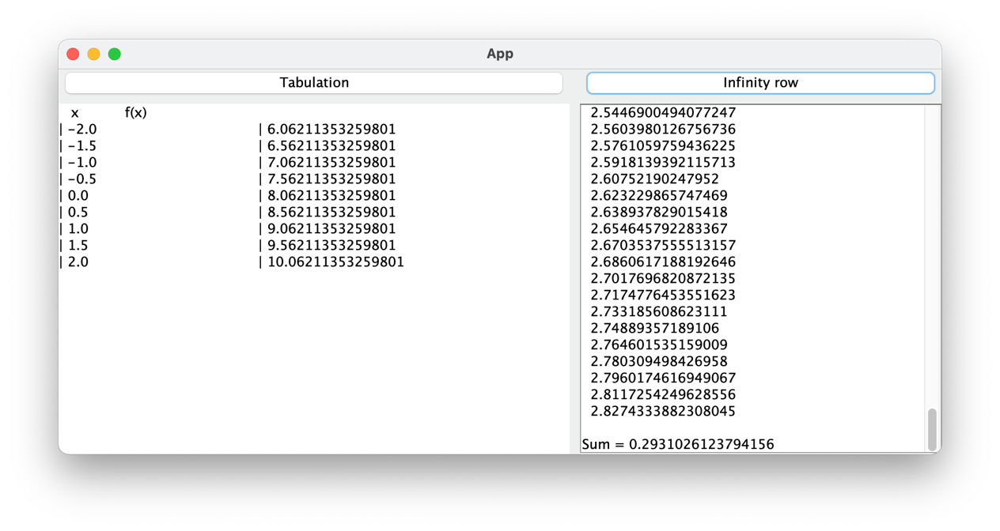 App
Tabulation
Infinity row
x f(x)
| -2.0 | 6.06211353259801
| -1.5 | 6.56211353259801
| -1.0 | 7.06211353259801
| -0.5 | 7.56211353259801
| 0.0 | 8.06211353259801
| 0.5 | 8.56211353259801
| 1.0 | 9.06211353259801
| 1.5 | 9.56211353259801
| 2.0 | 10.06211353259801
2.5446900494077247
2.5603980126756736
2.5761059759436225
2.5918139392115713
2.60752190247952
2.623229865747469
2.638937829015418
2.654645792283367
2.6703537555513157
2.6860617188192646
2.7017696820872135
2.7174776453551623
2.733185608623111
2.74889357189106
2.764601535159009
2.780309498426958
2.7960174616949067
2.8117254249628556
2.8274333882308045
Sum = 0.2931026123794156